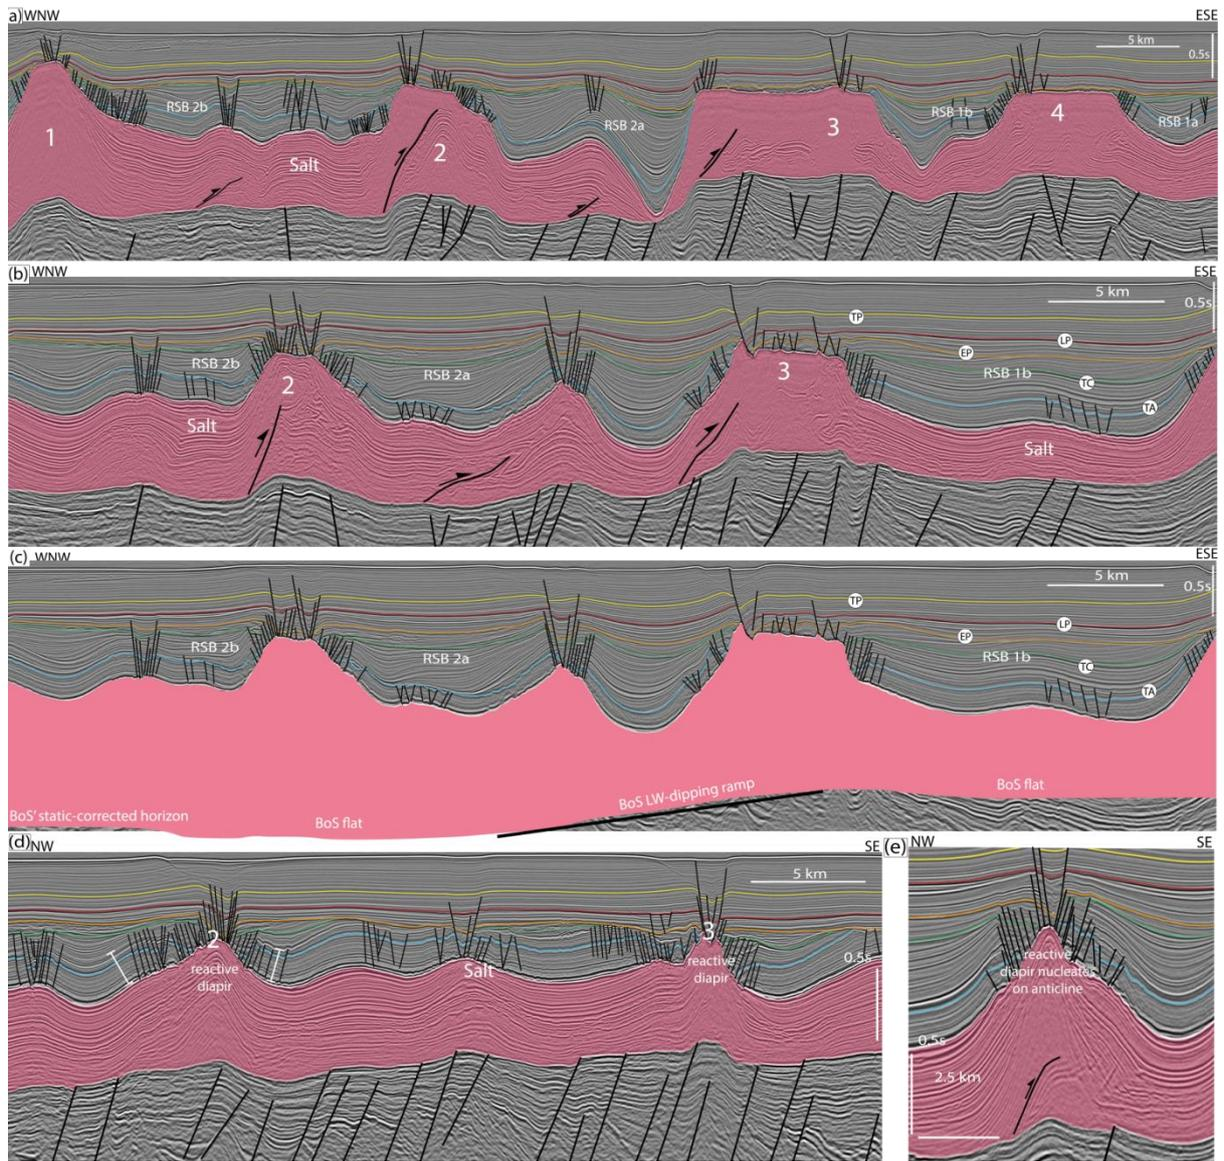 a) WNW
ESE
5 km
0.5s
RSB 2b
RSB 2a
RSB 1b
RSB 1a
1
2
3
4
Salt
(b) WNW
ESE
5 km
0.5s
TP
LP
EP
RSB 2b
RSB 2a
RSB 1b
TC
TA
2
3
Salt
Salt
(c) WNW
ESE
5 km
0.5s
TP
LP
EP
RSB 2b
RSB 2a
RSB 1b
TC
TA
BoS LW-dipping ramp
BoS flat
BoS' static-corrected horizon
BoS flat
(d) NW
SE
5 km
2
3
reactive
diapir
Salt
reactive
diapir
0.5s
(e) NW
SE
reactive
diapir nucleates
on anticline
0.5s
2.5 km